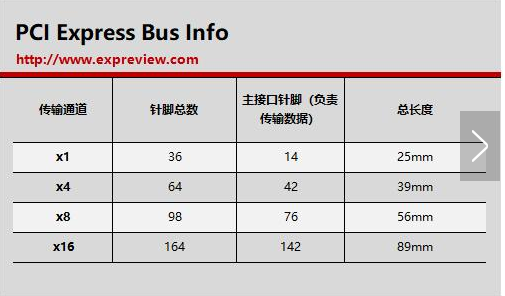 PCI Express Bus Info
http://www.expreview.com
传输通道 针脚总数 主接口针脚（负责传输数据) 总长度
x1 36 14 25mm
x4 64 42 39mm
x8 98 76 56mm
x16 164 142 89mm